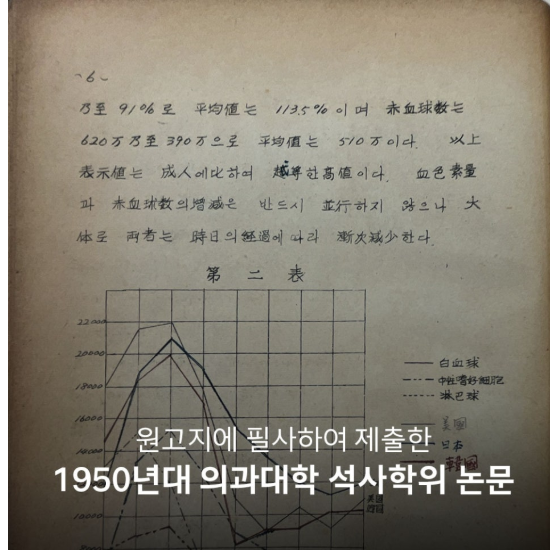 ~6~
乃至 91%로 平均値는 113.5%이며 赤血球数는
620万乃至 390万으로 平均値는 510万이다. 以上
表示値는 成人에比하여 越等한高値이다. 血色素量
과 赤血球数의增減은 반드시 並行하지 않으나 大
体로 両者는 時日의経過에따라 漸次減少한다.
第 二 表
22000
20000
18000
16000
14000
10000
白血球
中性嗜好細胞
淋巴球
美國
日本
韓國
원고지에 필사하여 제출한
1950년대 의과대학 석사학위 논문